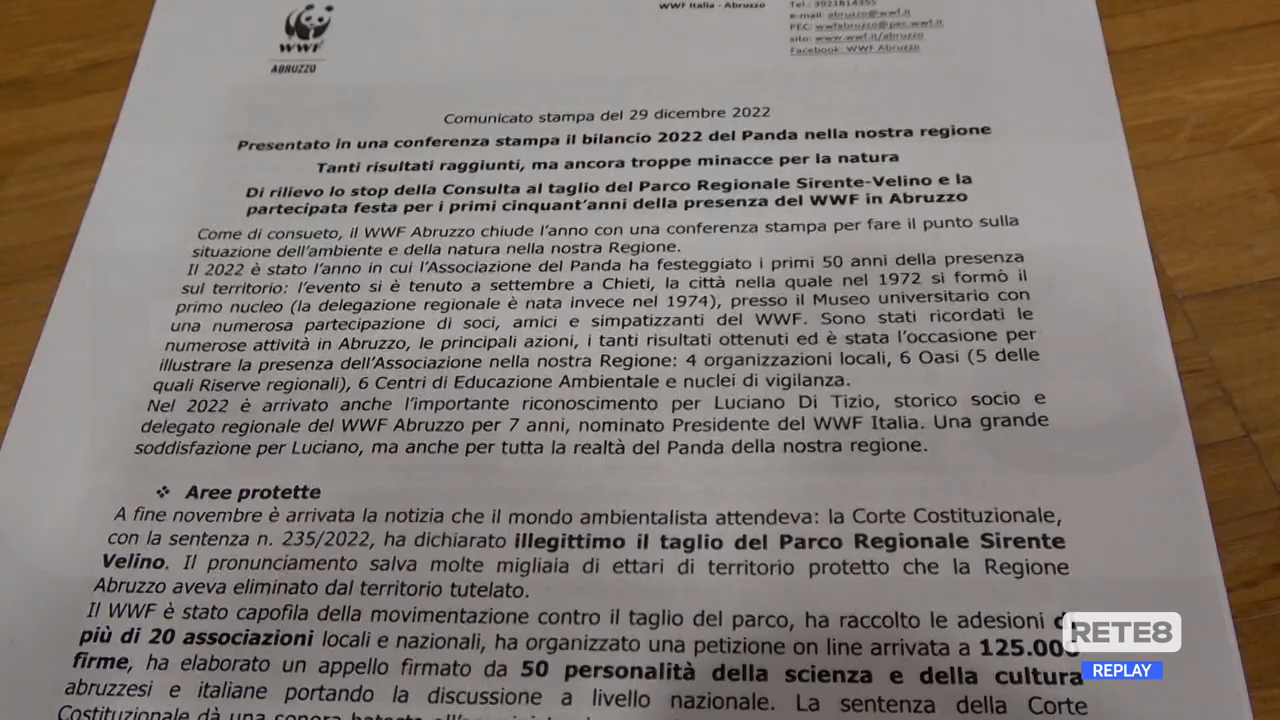 WWF
ABRUZZO
WWF Italia - Abruzzo
e-mail: abruzzo@wwf.it
PEC: wwfabruzzo@pec.wwf.it
sito: www.wwf.it/abruzzo
Facebook: WWF Abruzzo
Comunicato stampa del 29 dicembre 2022
Presentato in una conferenza stampa il bilancio 2022 del Panda nella nostra regione
Tanti risultati raggiunti, ma ancora troppe minacce per la natura
Di rilievo lo stop della Consulta al taglio del Parco Regionale Sirente-Velino e la
partecipata festa per i primi cinquant'anni della presenza del WWF in Abruzzo
Come di consueto, il WWF Abruzzo chiude l'anno con una conferenza stampa per fare il punto sulla
situazione dell'ambiente e della natura nella nostra Regione.
Il 2022 è stato l'anno in cui l'Associazione del Panda ha festeggiato i primi 50 anni della presenza
sul territorio: l'evento si è tenuto a settembre a Chieti, la città nella quale nel 1972 si formò il
primo nucleo (la delegazione regionale è nata invece nel 1974), presso il Museo universitario con
una numerosa partecipazione di soci, amici e simpatizzanti del WWF. Sono stati ricordati le
numerose attività in Abruzzo, le principali azioni, i tanti risultati ottenuti ed è stata l'occasione per
illustrare la presenza dell'Associazione nella nostra Regione: 4 organizzazioni locali, 6 Oasi (5 delle
quali Riserve regionali), 6 Centri di Educazione Ambientale e nuclei di vigilanza.
Nel 2022 è arrivato anche l'importante riconoscimento per Luciano Di Tizio, storico socio e
delegato regionale del WWF Abruzzo per 7 anni, nominato Presidente del WWF Italia. Una grande
soddisfazione per Luciano, ma anche per tutta la realtà del Panda della nostra regione.
❖ Aree protette
A fine novembre è arrivata la notizia che il mondo ambientalista attendeva: la Corte Costituzionale,
con la sentenza n. 235/2022, ha dichiarato illegittimo il taglio del Parco Regionale Sirente
Velino. Il pronunciamento salva molte migliaia di ettari di territorio protetto che la Regione
Abruzzo aveva eliminato dal territorio tutelato.
Il WWF è stato capofila della movimentazione contro il taglio del parco, ha raccolto le adesioni
più di 20 associazioni locali e nazionali, ha organizzato una petizione on line arrivata a 125.000
firme, ha elaborato un appello firmato da 50 personalità della scienza e della cultura
abruzzesi e italiane portando la discussione a livello nazionale. La sentenza della Corte
Costituzionale dà una sonora
RETE8
REPLAY